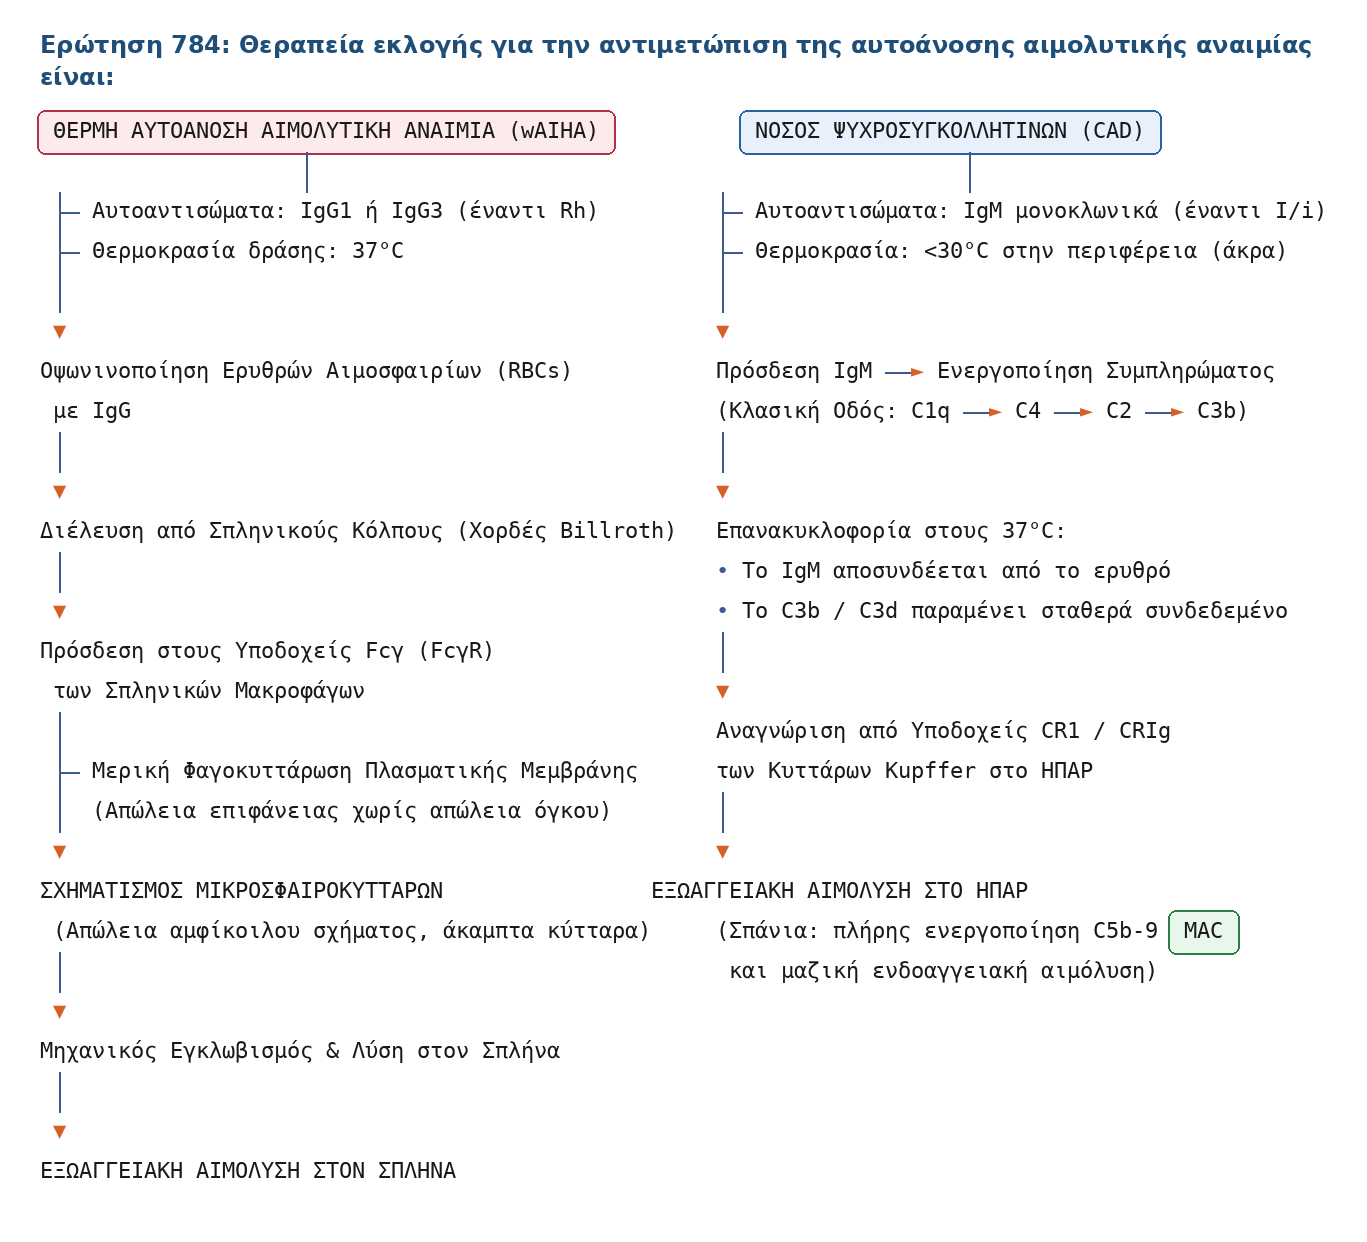 Ερώτηση 784: Θεραπεία εκλογής για την αντιμετώπιση της αυτοάνοσης αιμολυτικής αναιμίας
είναι:
ΘΕΡΜΗ ΑΥΤΟΑΝΟΣΗ ΑΙΜΟΛΥΤΙΚΗ ΑΝΑΙΜΙΑ (wAIHA)
Αυτοαντισώματα: IgG1 ή IgG3 (έναντι Rh)
Θερμοκρασία δράσης: 37°C
▼
Οψωνινοποίηση Ερυθρών Αιμοσφαιρίων (RBCs)
με IgG
▼
Διέλευση από Σπληνικούς Κόλπους (Χορδές Billroth)
▼
Πρόσδεση στους Υποδοχείς Fcγ (FcγR)
των Σπληνικών Μακροφάγων
Μερική Φαγοκυττάρωση Πλασματικής Μεμβράνης
(Απώλεια επιφάνειας χωρίς απώλεια όγκου)
▼
ΣΧΗΜΑΤΙΣΜΟΣ ΜΙΚΡΟΣΦΑΙΡΟΚΥΤΤΑΡΩΝ
(Απώλεια αμφίκοιλου σχήματος, άκαμπτα κύτταρα)
▼
Μηχανικός Εγκλωβισμός & Λύση στον Σπλήνα
▼
ΕΞΩΑΓΓΕΙΑΚΗ ΑΙΜΟΛΥΣΗ ΣΤΟΝ ΣΠΛΗΝΑ
ΝΟΣΟΣ ΨΥΧΡΟΣΥΓΚΟΛΛΗΤΙΝΩΝ (CAD)
Αυτοαντισώματα: IgM μονοκλωνικά (έναντι I/i)
Θερμοκρασία: <30°C στην περιφέρεια (άκρα)
▼
Πρόσδεση IgM ─► Ενεργοποίηση Συμπληρώματος
(Κλασική Οδός: C1q ─► C4 ─► C2 ─► C3b)
▼
Επανακυκλοφορία στους 37°C:
• Το IgM αποσυνδέεται από το ερυθρό
• Το C3b / C3d παραμένει σταθερά συνδεδεμένο
▼
Αναγνώριση από Υποδοχείς CR1 / CRIg
των Κυττάρων Kupffer στο ΗΠΑΡ
▼
ΕΞΩΑΓΓΕΙΑΚΗ ΑΙΜΟΛΥΣΗ ΣΤΟ ΗΠΑΡ
(Σπάνια: πλήρης ενεργοποίηση C5b-9 MAC
και μαζική ενδοαγγειακή αιμόλυση)